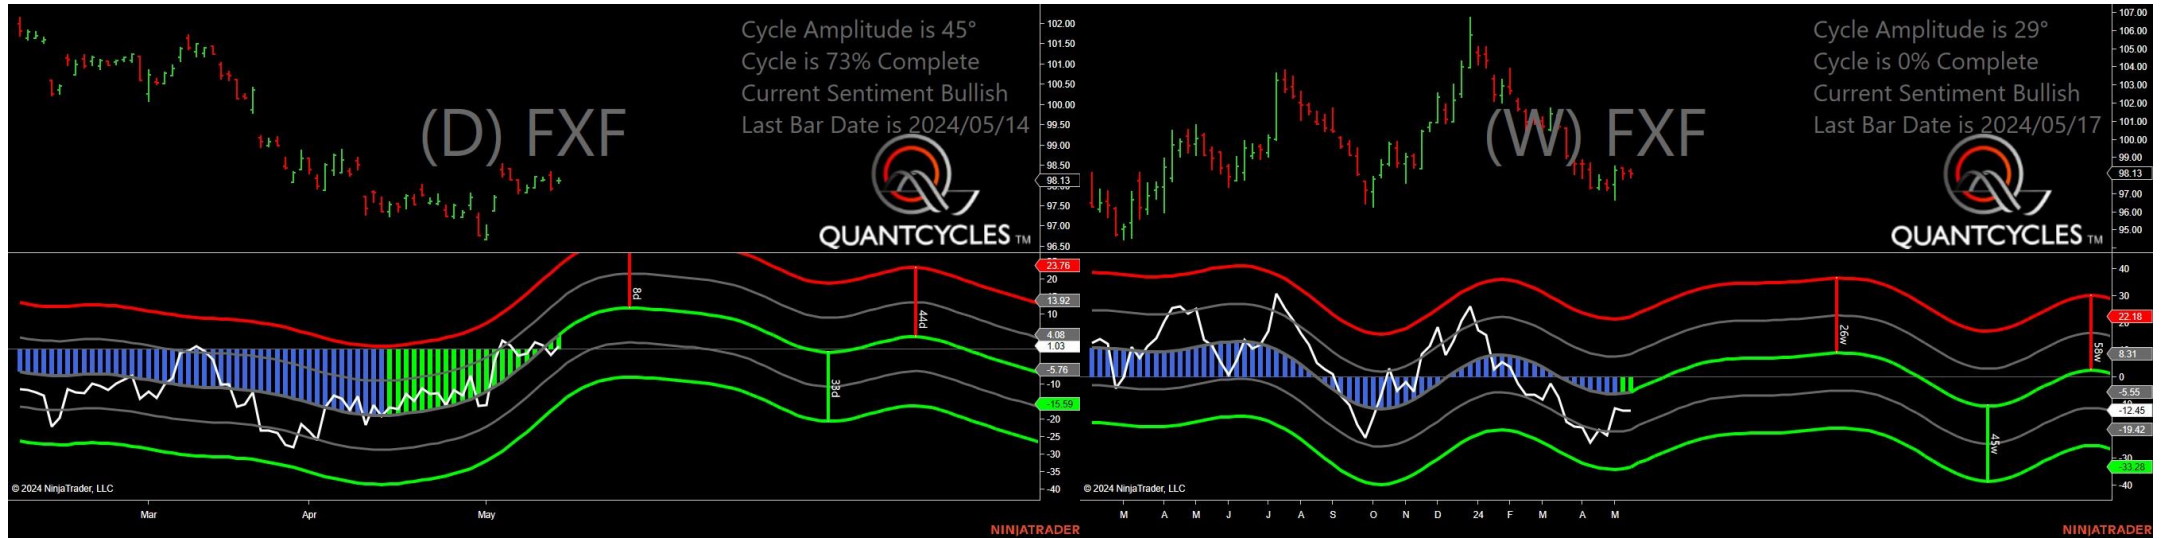 Cycle Amplitude is 45°
Cycle is 73% Complete
Current Sentiment Bullish
Last Bar Date is 2024/05/14
(D) FXF
QUANTCYCLES TM
102.00
101.50
101.00
100.50
100.00
99.50
99.00
98.50
98.13
97.50
97.00
96.50
8d
44d
33d
23.76
20
13.92
10
4.08
1.03
-5.76
-10
-15.59
-20
-25
-30
-35
-40
© 2024 NinjaTrader, LLC
Mar Apr May
NINJATRADER
Cycle Amplitude is 29°
Cycle is 0% Complete
Current Sentiment Bullish
Last Bar Date is 2024/05/17
(W) FXF
QUANTCYCLES TM
107.00
106.00
105.00
104.00
103.00
102.00
101.00
100.00
99.00
98.13
97.00
96.00
95.00
26w
58w
45w
40
30
22.18
8.31
0
-5.55
-12.45
-19.42
-30
-33.28
-40
© 2024 NinjaTrader, LLC
M A M J J A S O N D 24 F M A M
NINJATRADER